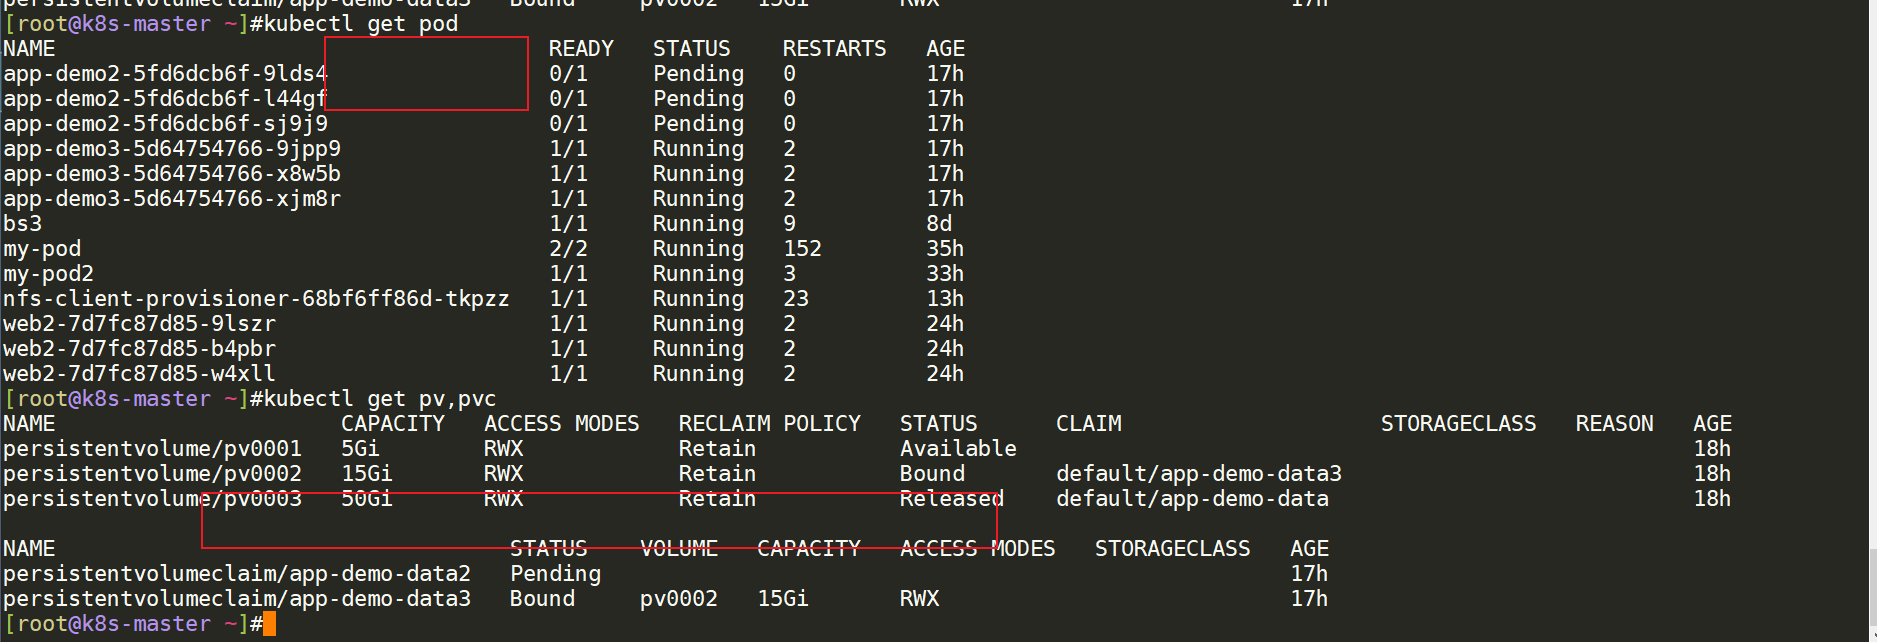 persistentvolumeclaim/app-demo-data3   Bound     pv0002   15Gi       RWX                           17h
[root@k8s-master ~]#kubectl get pod
NAME                                      READY   STATUS    RESTARTS   AGE
app-demo2-5fd6dcb6f-9lds4                 0/1     Pending   0          17h
app-demo2-5fd6dcb6f-l44gf                 0/1     Pending   0          17h
app-demo2-5fd6dcb6f-sj9j9                 0/1     Pending   0          17h
app-demo3-5d64754766-9jpp9                1/1     Running   2          17h
app-demo3-5d64754766-x8w5b                1/1     Running   2          17h
app-demo3-5d64754766-xjm8r                1/1     Running   2          17h
bs3                                       1/1     Running   9          8d
my-pod                                    2/2     Running   152        35h
my-pod2                                   1/1     Running   3          33h
nfs-client-provisioner-68bf6ff86d-tkpzz   1/1     Running   23         13h
web2-7d7fc87d85-9lszr                     1/1     Running   2          24h
web2-7d7fc87d85-b4pbr                     1/1     Running   2          24h
web2-7d7fc87d85-w4xll                     1/1     Running   2          24h
[root@k8s-master ~]#kubectl get pv,pvc
NAME                      CAPACITY   ACCESS MODES   RECLAIM POLICY   STATUS      CLAIM                    STORAGECLASS   REASON   AGE
persistentvolume/pv0001   5Gi        RWX            Retain           Available                                                    18h
persistentvolume/pv0002   15Gi       RWX            Retain           Bound       default/app-demo-data3                           18h
persistentvolume/pv0003   50Gi       RWX            Retain           Released    default/app-demo-data                            18h
NAME                                   STATUS    VOLUME   CAPACITY   ACCESS MODES   STORAGECLASS   AGE
persistentvolumeclaim/app-demo-data2   Pending                                                     17h
persistentvolumeclaim/app-demo-data3   Bound     pv0002   15Gi       RWX                           17h
[root@k8s-master ~]#